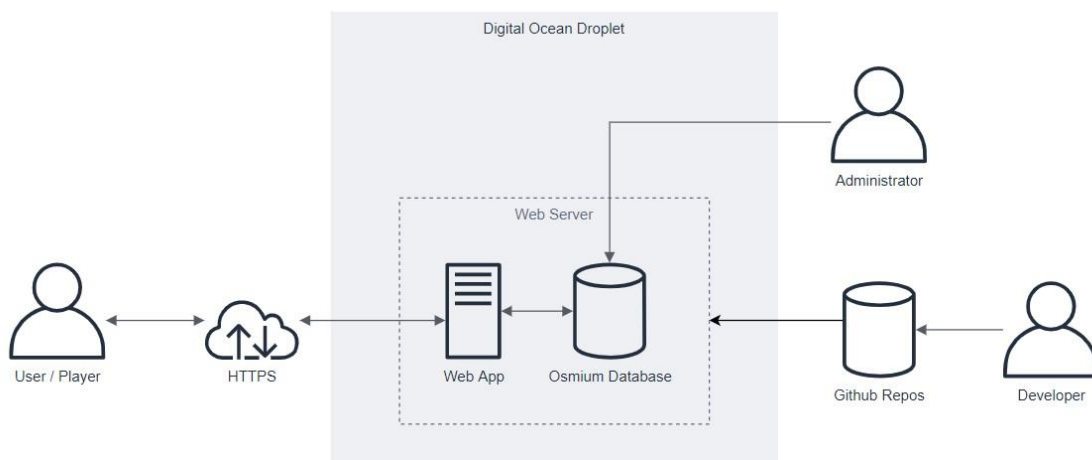 Digital Ocean Droplet
Administrator
Web Server
User / Player
HTTPS
Web App
Osmium Database
Github Repos
Developer